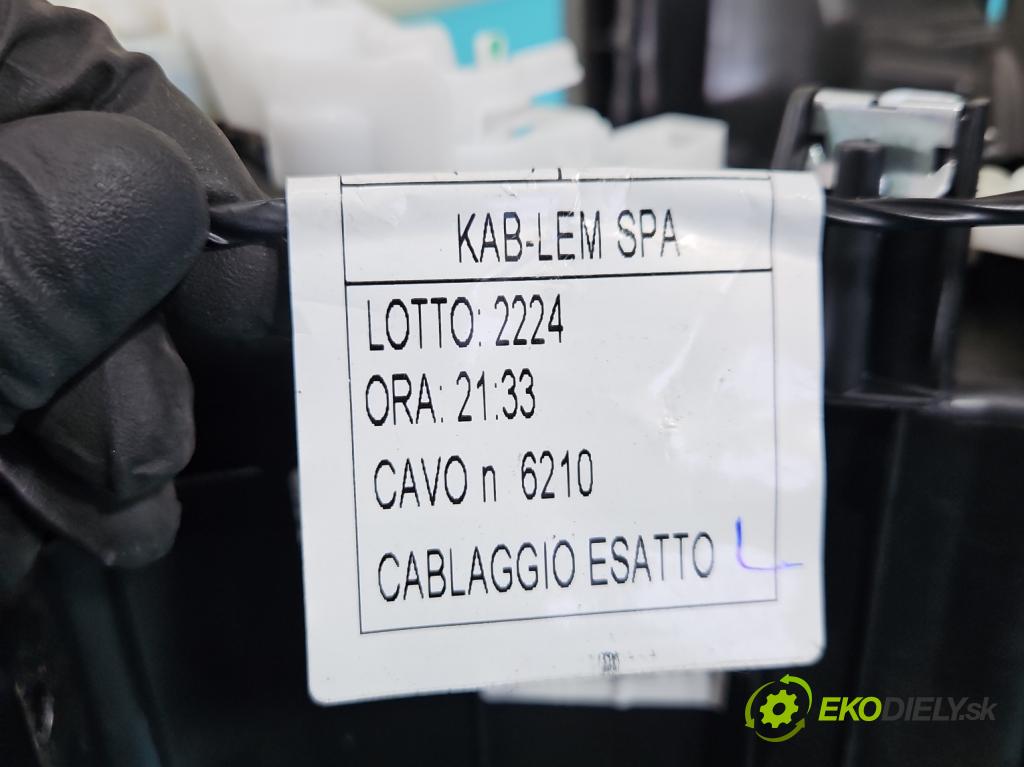 KAB-LEM SPA
LOTTO: 2224
ORA: 21:33
CAVO n 6210
CABLAGGIO ESATTO
EKODIELY.sk